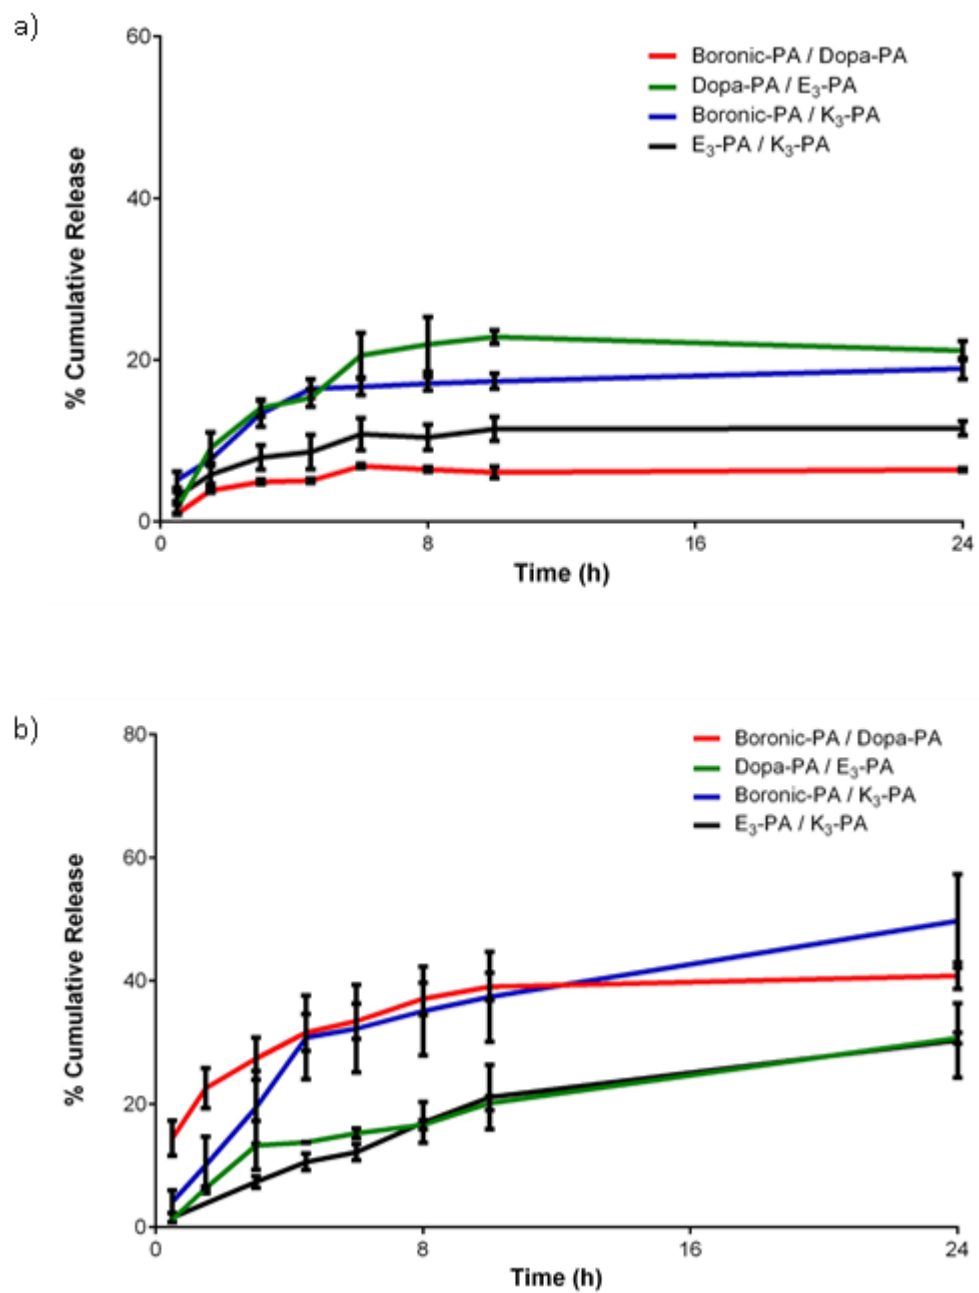 a)
60
40
20
0
% Cumulative Release
Boronic-PA / Dopa-PA
Dopa-PA / E₃-PA
Boronic-PA / K₃-PA
E₃-PA / K₃-PA
0 8 16 24
Time (h)
b)
80
60
40
20
0
% Cumulative Release
Boronic-PA / Dopa-PA
Dopa-PA / E₃-PA
Boronic-PA / K₃-PA
E₃-PA / K₃-PA
0 8 16 24
Time (h)